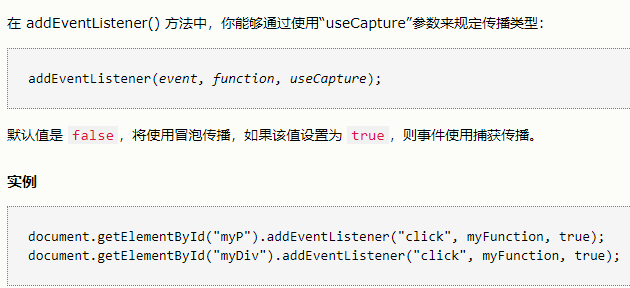 在 addEventListener() 方法中，你能够通过使用“useCapture”参数来规定传播类型：
addEventListener(event, function, useCapture);
默认值是 false，将使用冒泡传播，如果该值设置为 true，则事件使用捕获传播。
实例
document.getElementById("myP").addEventListener("click", myFunction, true);
document.getElementById("myDiv").addEventListener("click", myFunction, true);